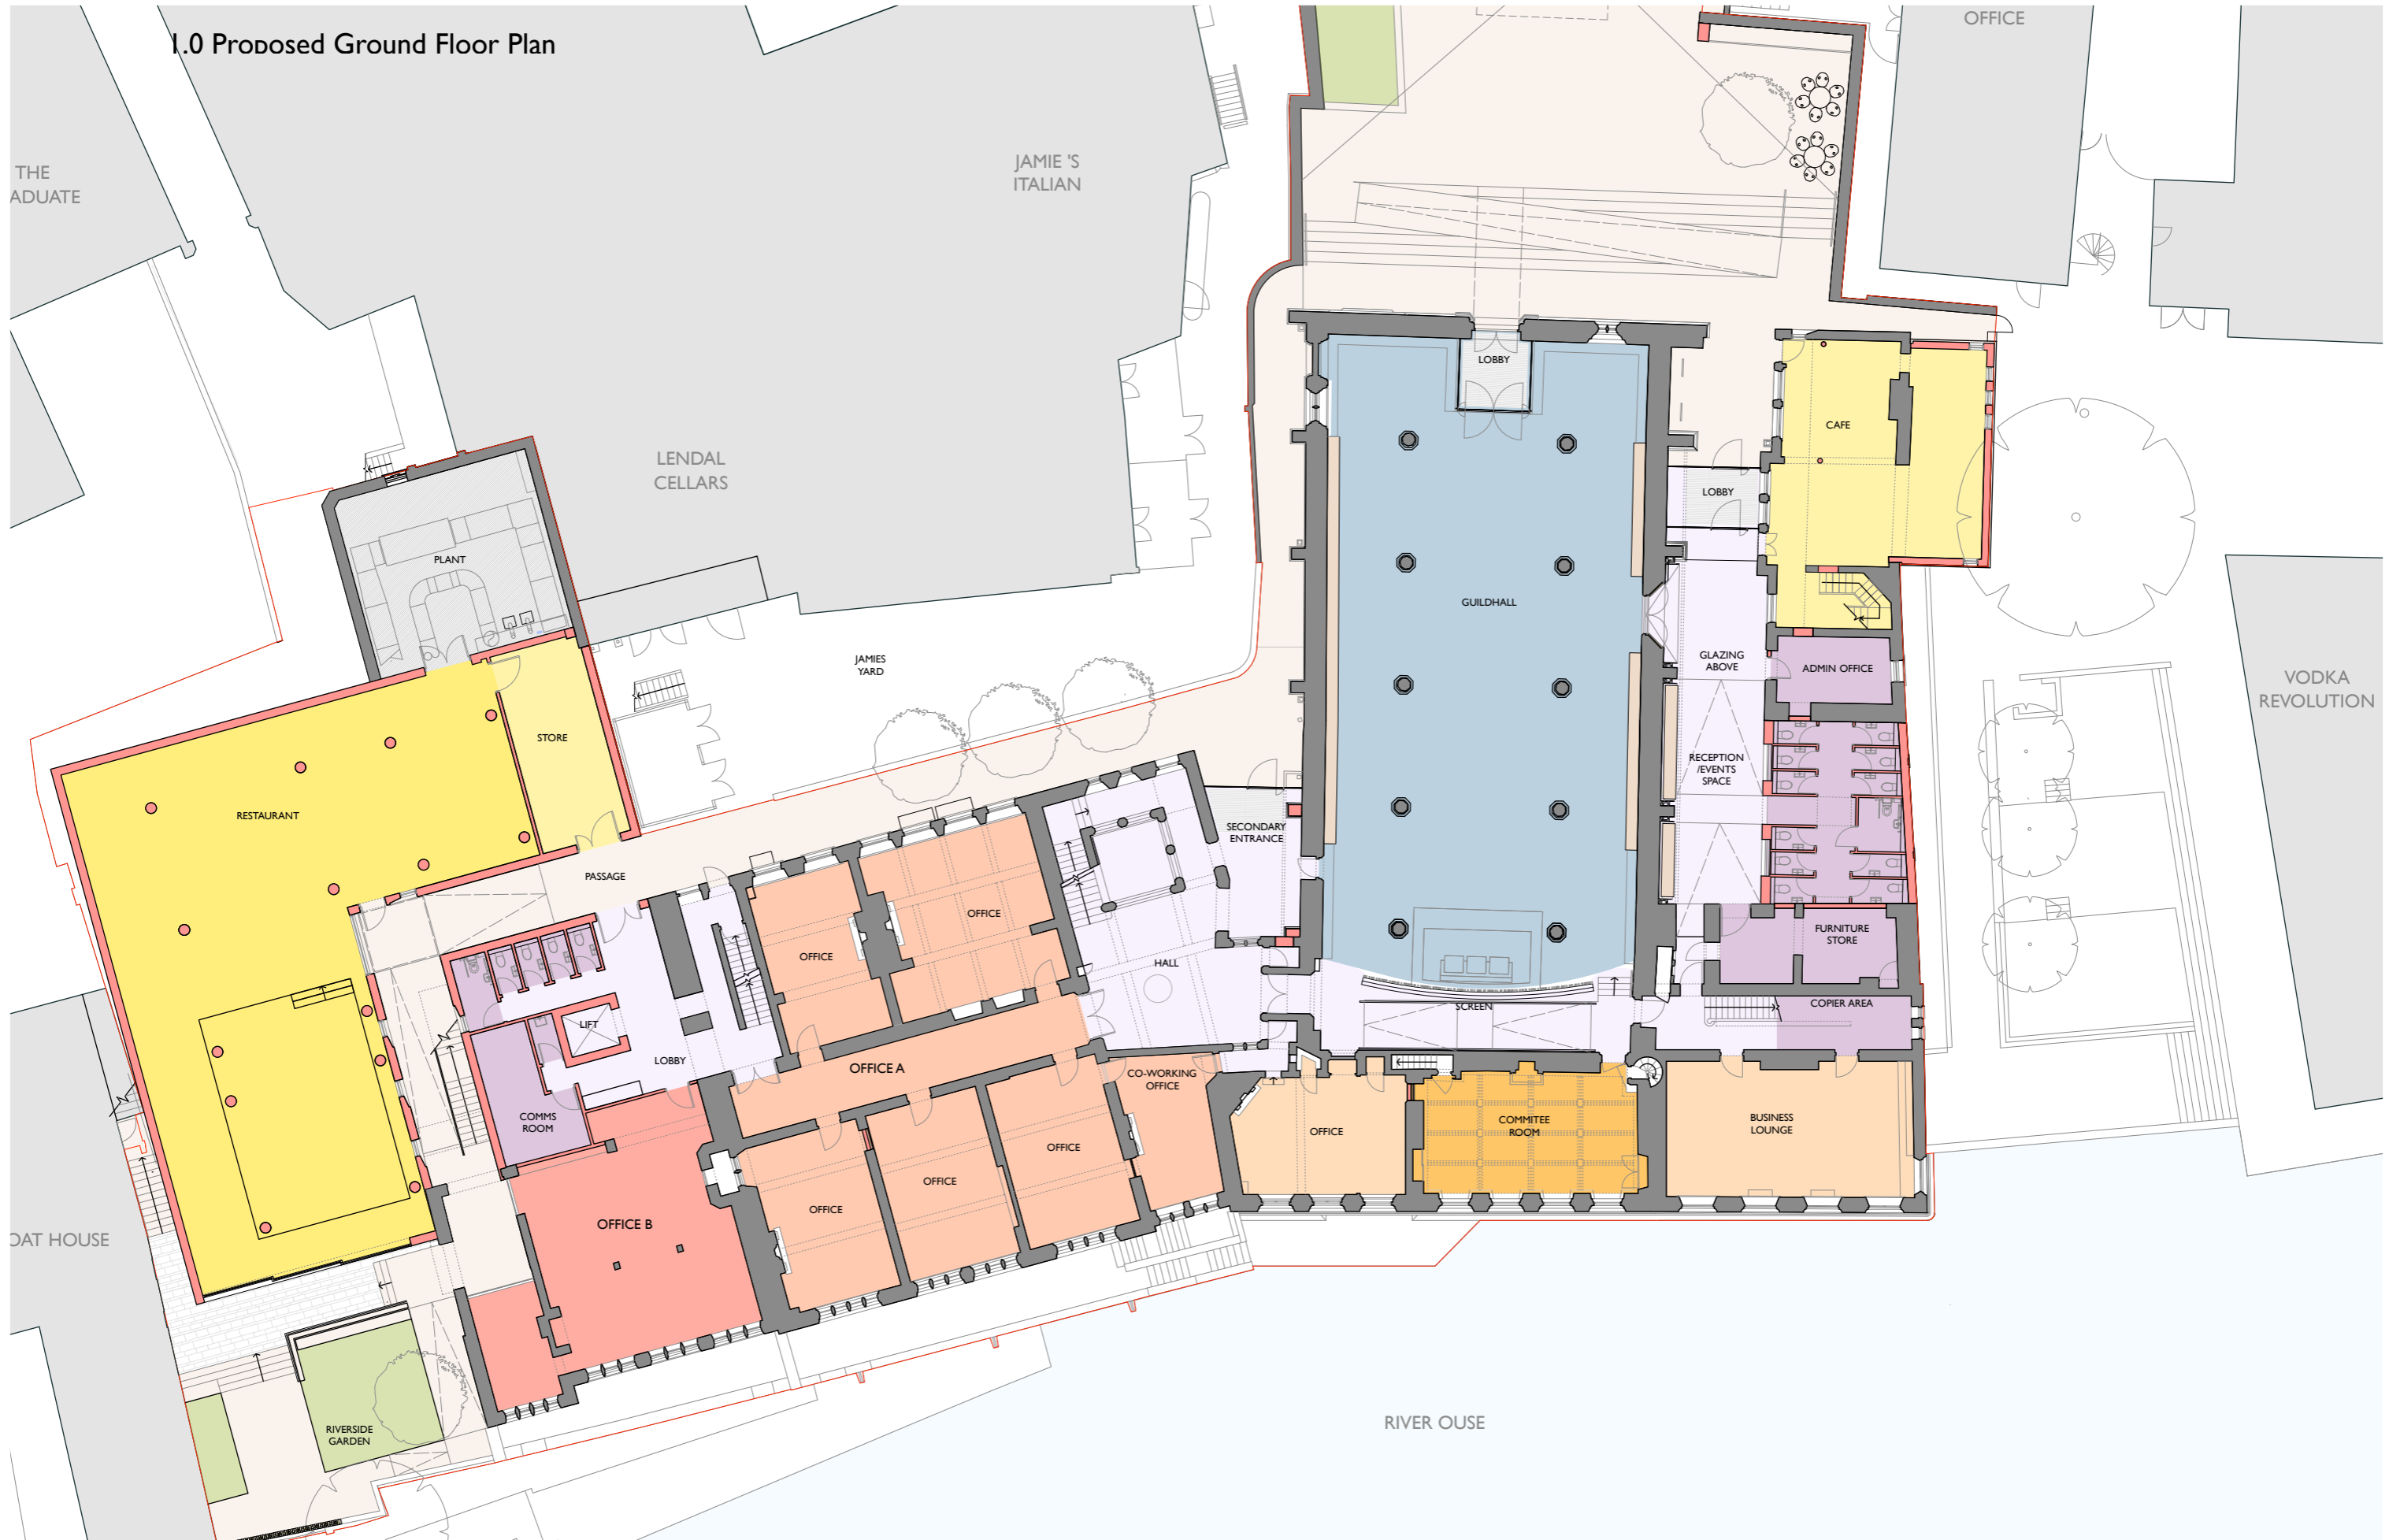 1.0 Proposed Ground Floor Plan
OFFICE
THE
ADUATE
JAMIE 'S
ITALIAN
LOBBY
CAFE
LENDAL
CELLARS
LOBBY
PLANT
GUILDHALL
JAMIES
YARD
GLAZING
ABOVE
ADMIN OFFICE
VODKA
REVOLUTION
STORE
RECEPTION
/EVENTS
SPACE
RESTAURANT
SECONDARY
ENTRANCE
PASSAGE
OFFICE
FURNITURE
STORE
OFFICE
HALL
SCREEN
COPIER AREA
LIFT
LOBBY
OFFICE A
CO-WORKING
OFFICE
COMMS
ROOM
OFFICE
COMMITEE
ROOM
BUSINESS
LOUNGE
OFFICE
OFFICE
OFFICE
OFFICE B
OAT HOUSE
RIVERSIDE
GARDEN
RIVER OUSE